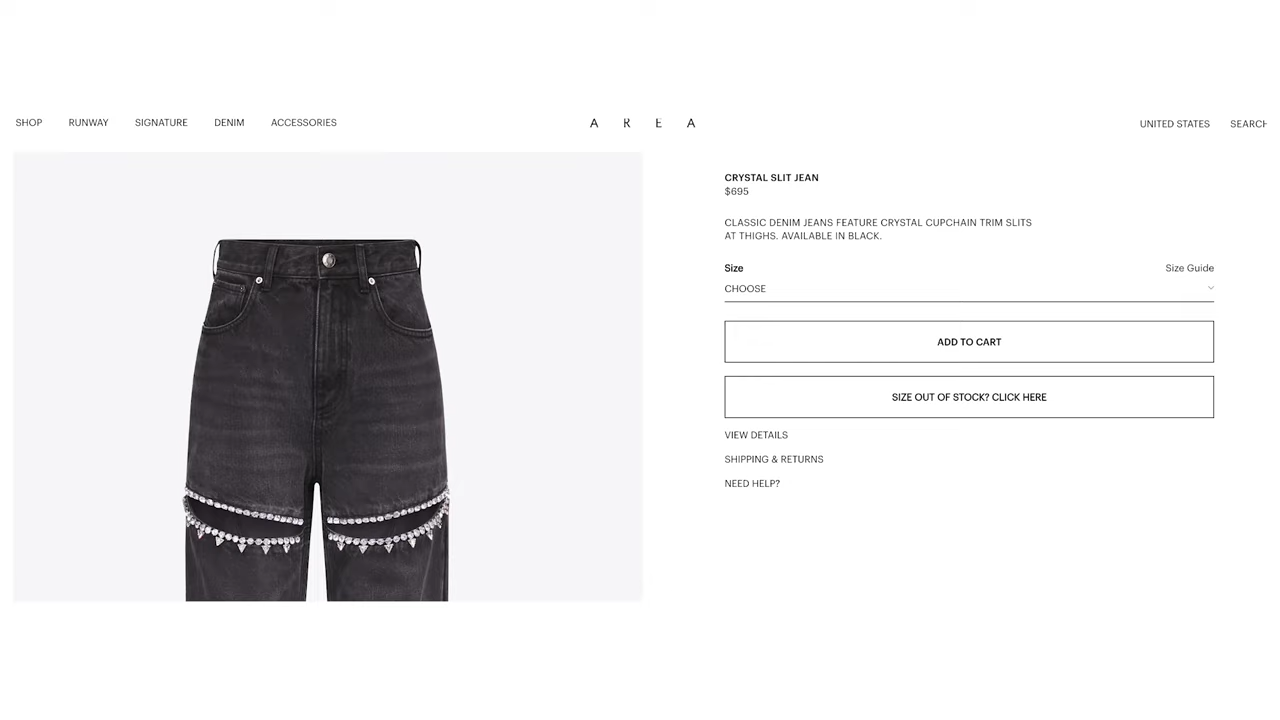 SHOP RUNWAY SIGNATURE DENIM ACCESSORIES
A R E A
UNITED STATES SEARCH
CRYSTAL SLIT JEAN
$695
CLASSIC DENIM JEANS FEATURE CRYSTAL CUPCHAIN TRIM SLITS
AT THIGHS. AVAILABLE IN BLACK.
Size Size Guide
CHOOSE
ADD TO CART
SIZE OUT OF STOCK? CLICK HERE
VIEW DETAILS
SHIPPING & RETURNS
NEED HELP?